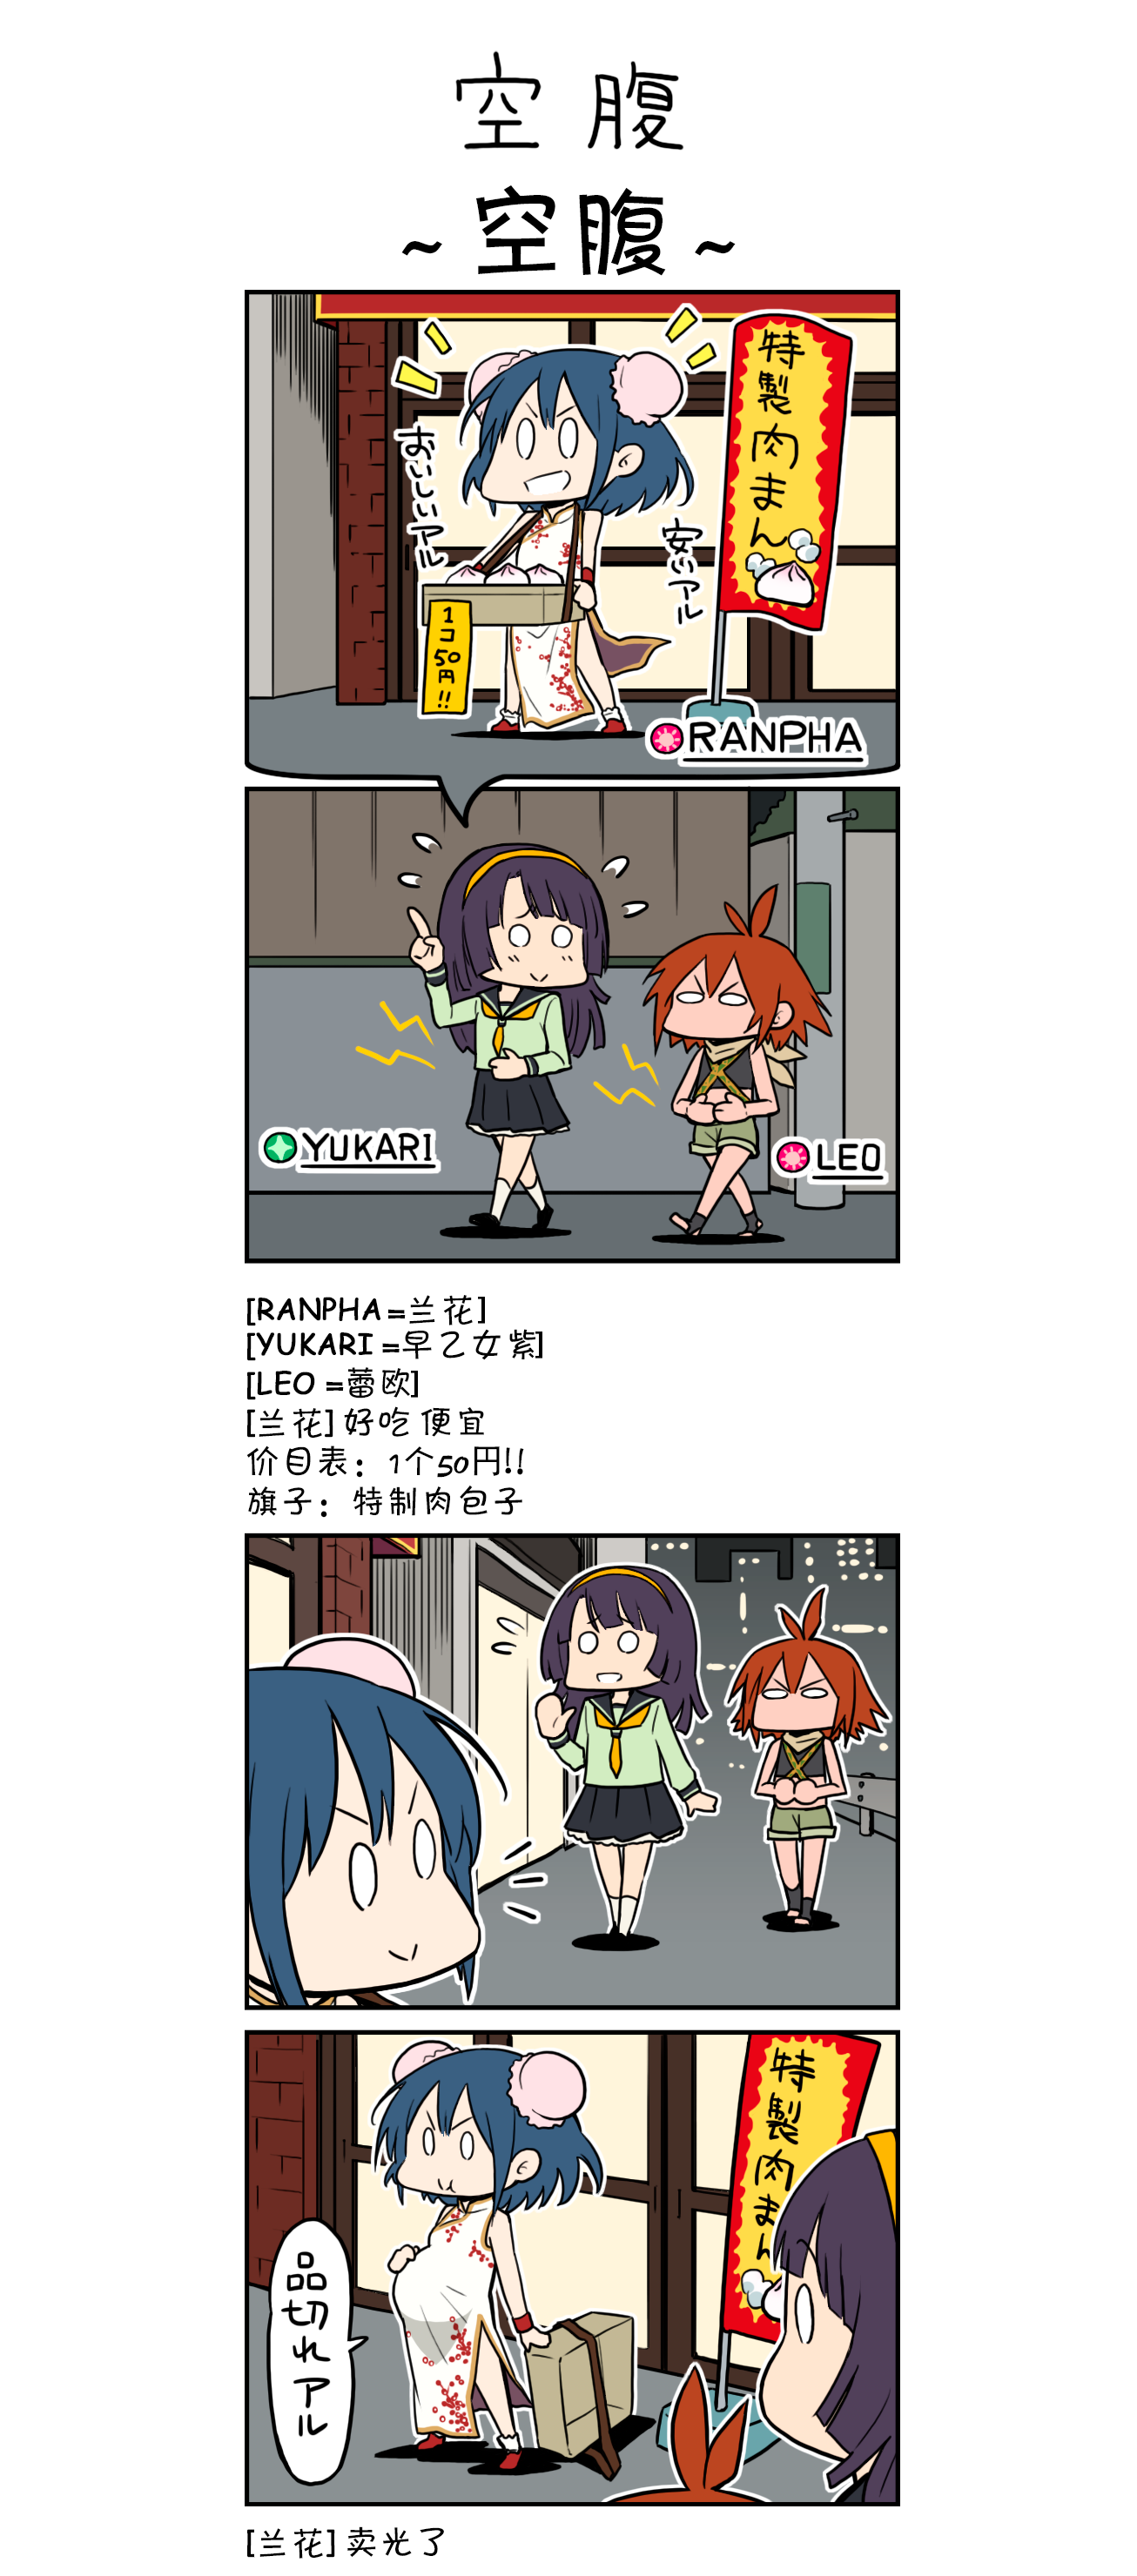 空腹
~空腹~
特製肉まん
おいしいアル
安いアル
1コ50円!!
RANPHA
YUKARI
LEO
[RANPHA=兰花]
[YUKARI=早乙女紫]
[LEO =蕾欧]
[兰花]好吃 便宜
价目表：1个50円!!
旗子：特制肉包子
特製肉まん
品切れアル
[兰花]卖光了